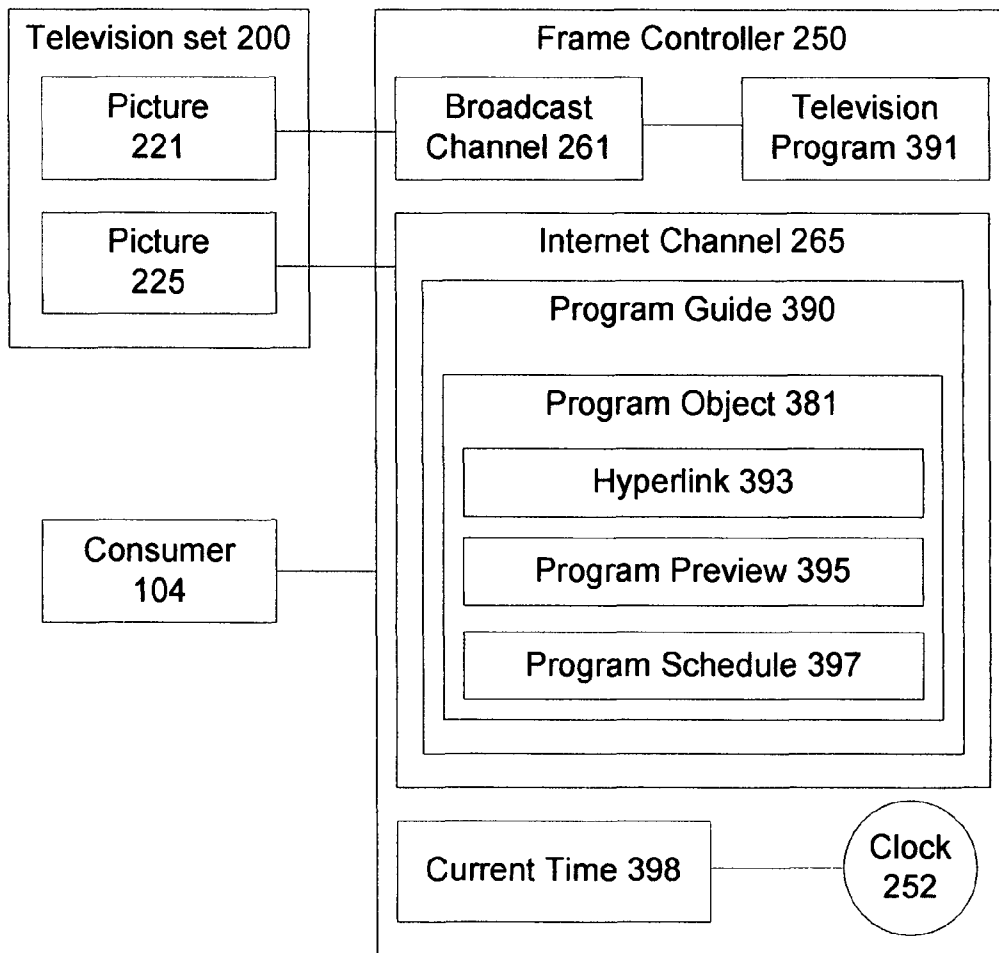 Television set 200
Picture
221
Picture
225
Consumer
104
Frame Controller 250
Broadcast
Channel 261
Television
Program 391
Internet Channel 265
Program Guide 390
Program Object 381
Hyperlink 393
Program Preview 395
Program Schedule 397
Current Time 398
Clock
252